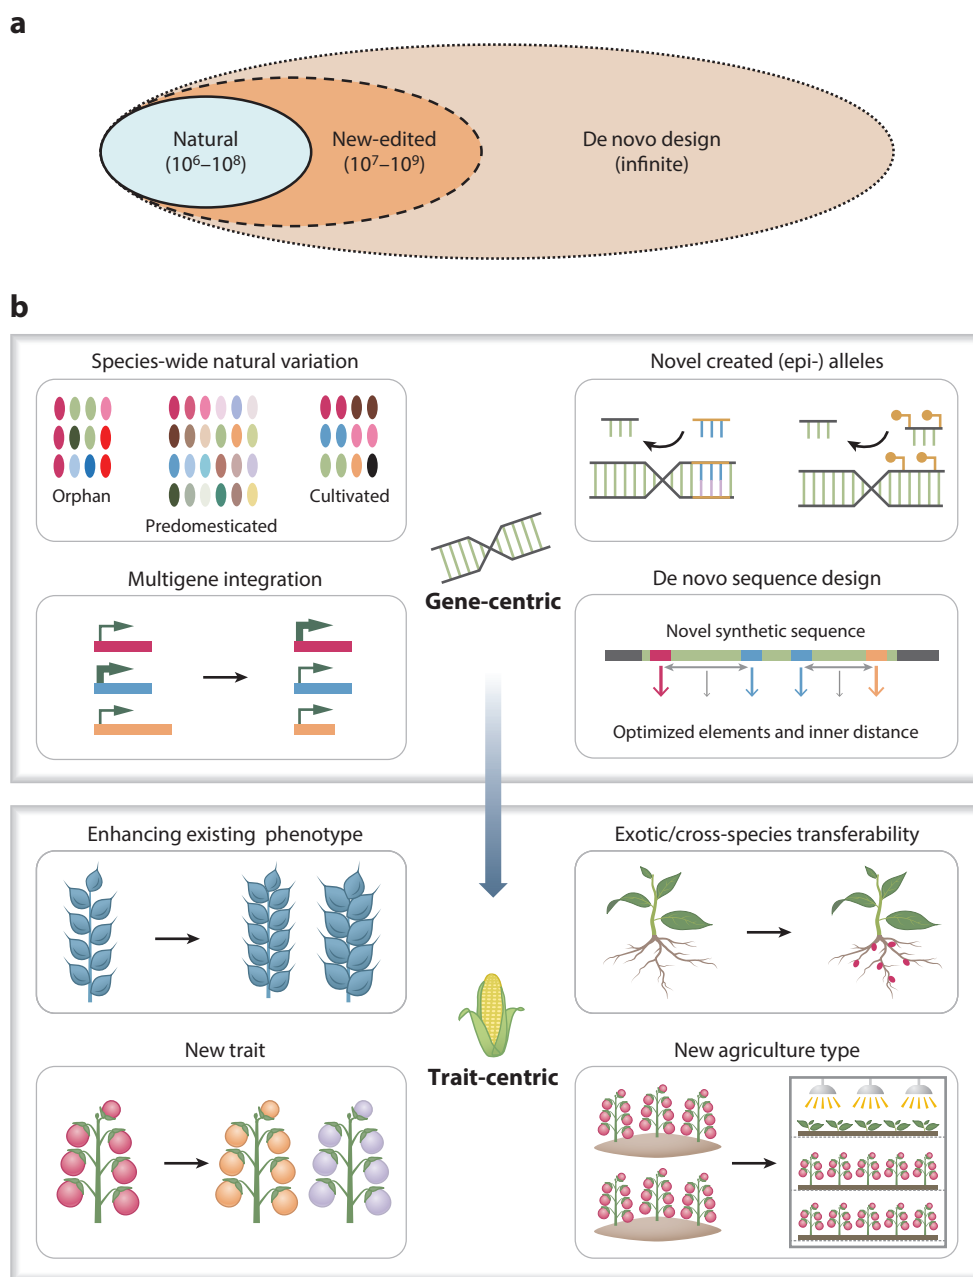 a
Natural
(10⁶–10⁸)
New-edited
(10⁷–10⁹)
De novo design
(infinite)
b
Species-wide natural variation
Orphan
Predomesticated
Cultivated
Novel created (epi-) alleles
Multigene integration
Gene-centric
De novo sequence design
Novel synthetic sequence
Optimized elements and inner distance
Enhancing existing phenotype
Exotic/cross-species transferability
New trait
Trait-centric
New agriculture type